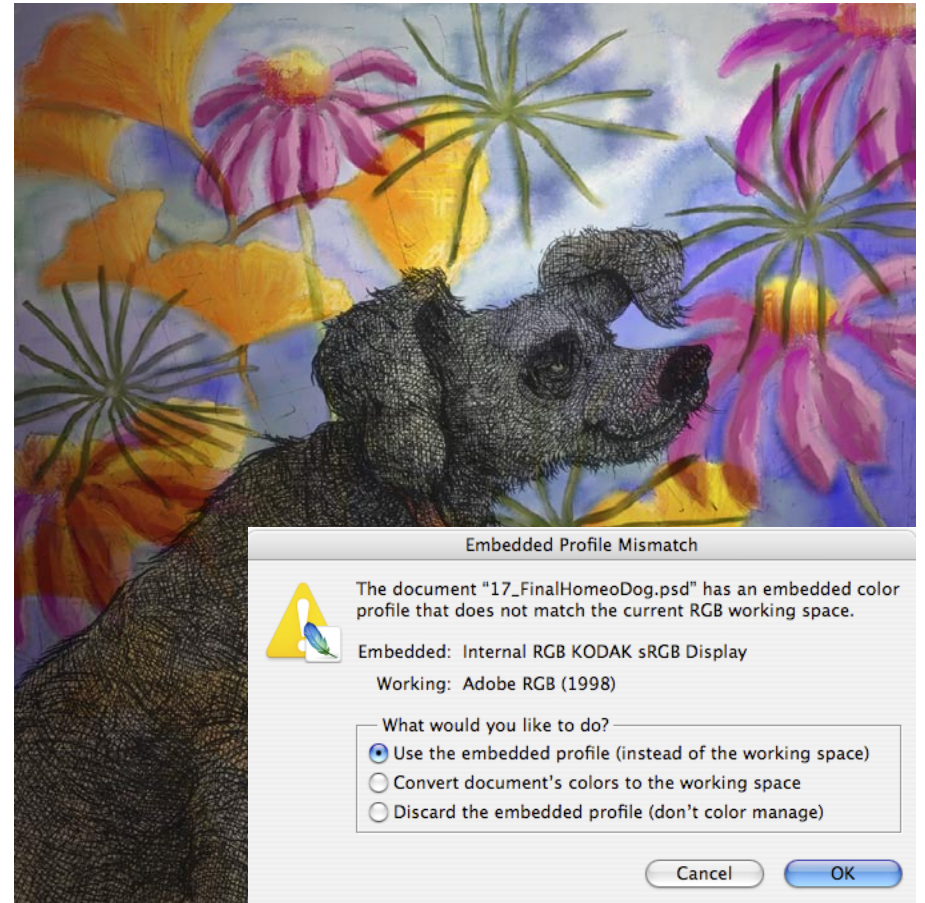 Embedded Profile Mismatch
The document “17_FinalHomeoDog.psd” has an embedded color
profile that does not match the current RGB working space.
Embedded: Internal RGB KODAK sRGB Display
Working: Adobe RGB (1998)
What would you like to do?
Use the embedded profile (instead of the working space)
Convert document's colors to the working space
Discard the embedded profile (don’t color manage)
Cancel OK